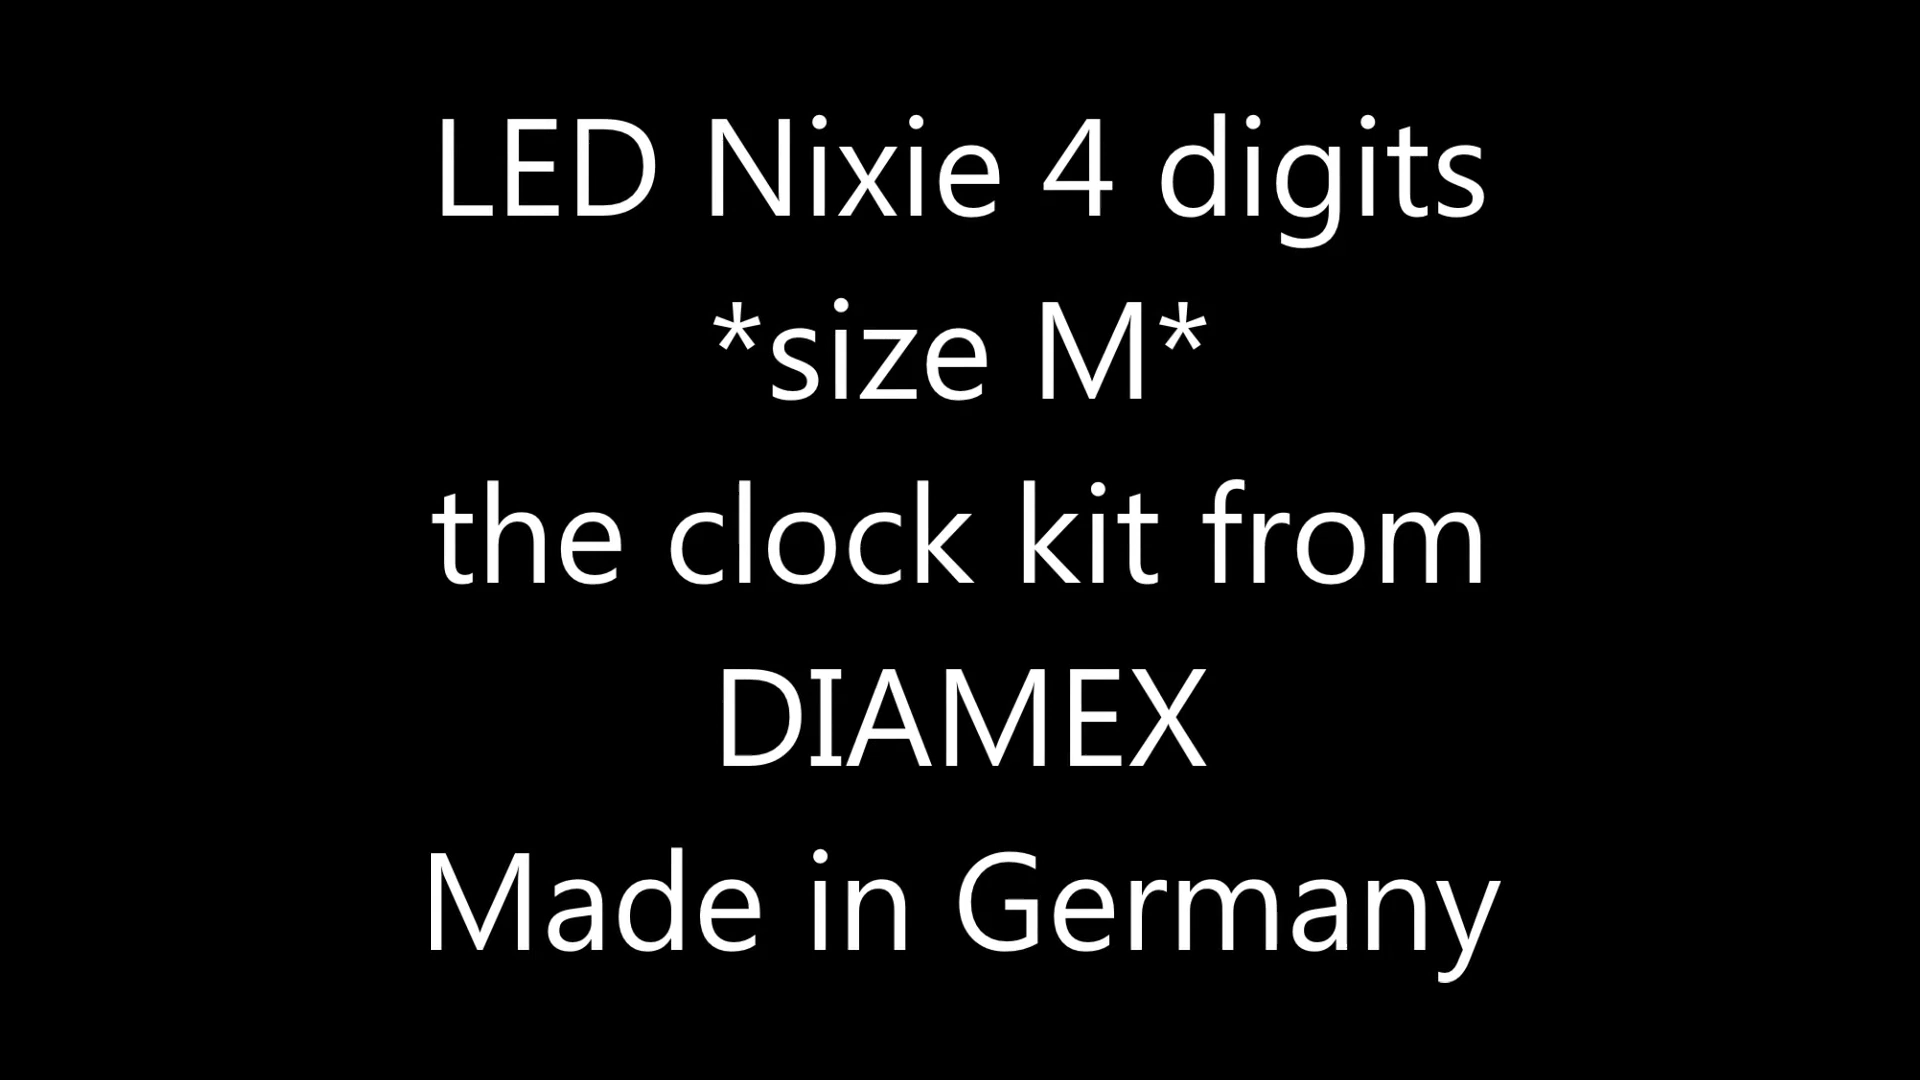 LED Nixie 4 digits
*size M*
the clock kit from
DIAMEX
Made in Germany